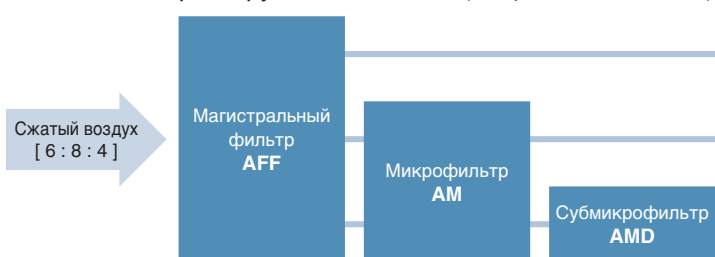 Сжатый воздух
[ 6 : 8 : 4 ]
Магистральный
фильтр
AFF
Микрофильтр
AM
Субмикрофильтр
AMD